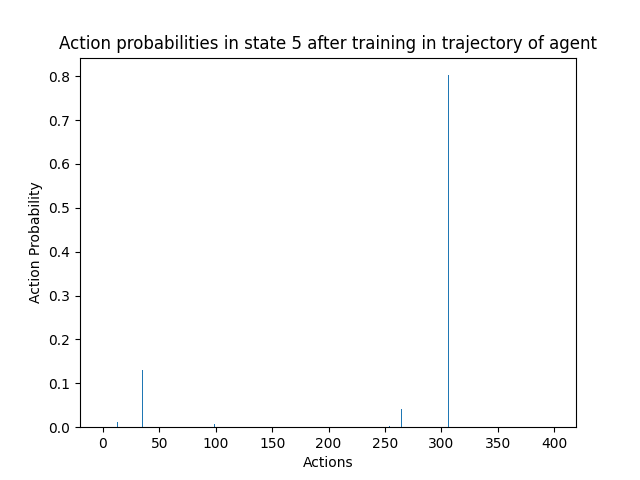 Action probabilities in state 5 after training in trajectory of agent
0.8
0.7
0.6
0.5
0.4
0.3
0.2
0.1
0.0
Action Probability
0 50 100 150 200 250 300 350 400
Actions